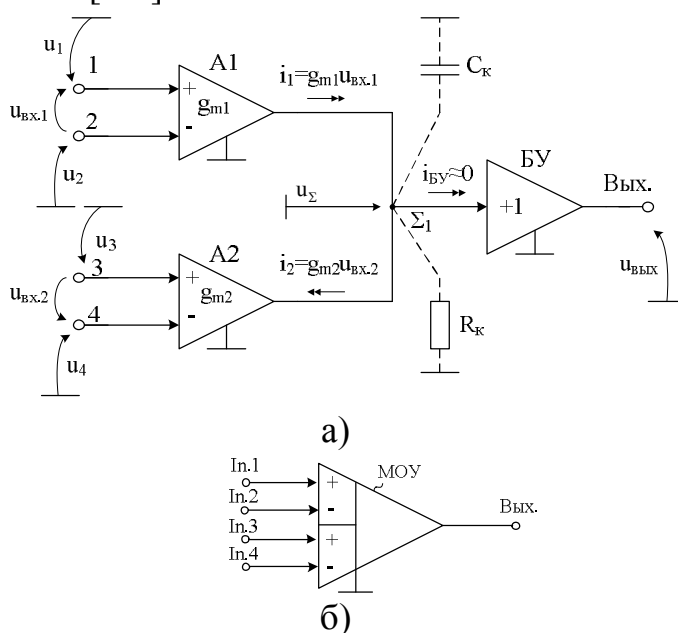 u1
1
А1
i1=gm1uвх.1
Cк
+
gm1
-
uвх.1
2
u2
iБУ≈0
БУ
Вых.
+1
uΣ
Σ1
u3
3
А2
i2=gm2uвх.2
uвых
+
gm2
-
uвх.2
4
u4
Rк
а)
In.1
In.2
In.3
In.4
+
-
+
-
МОУ
Вых.
б)